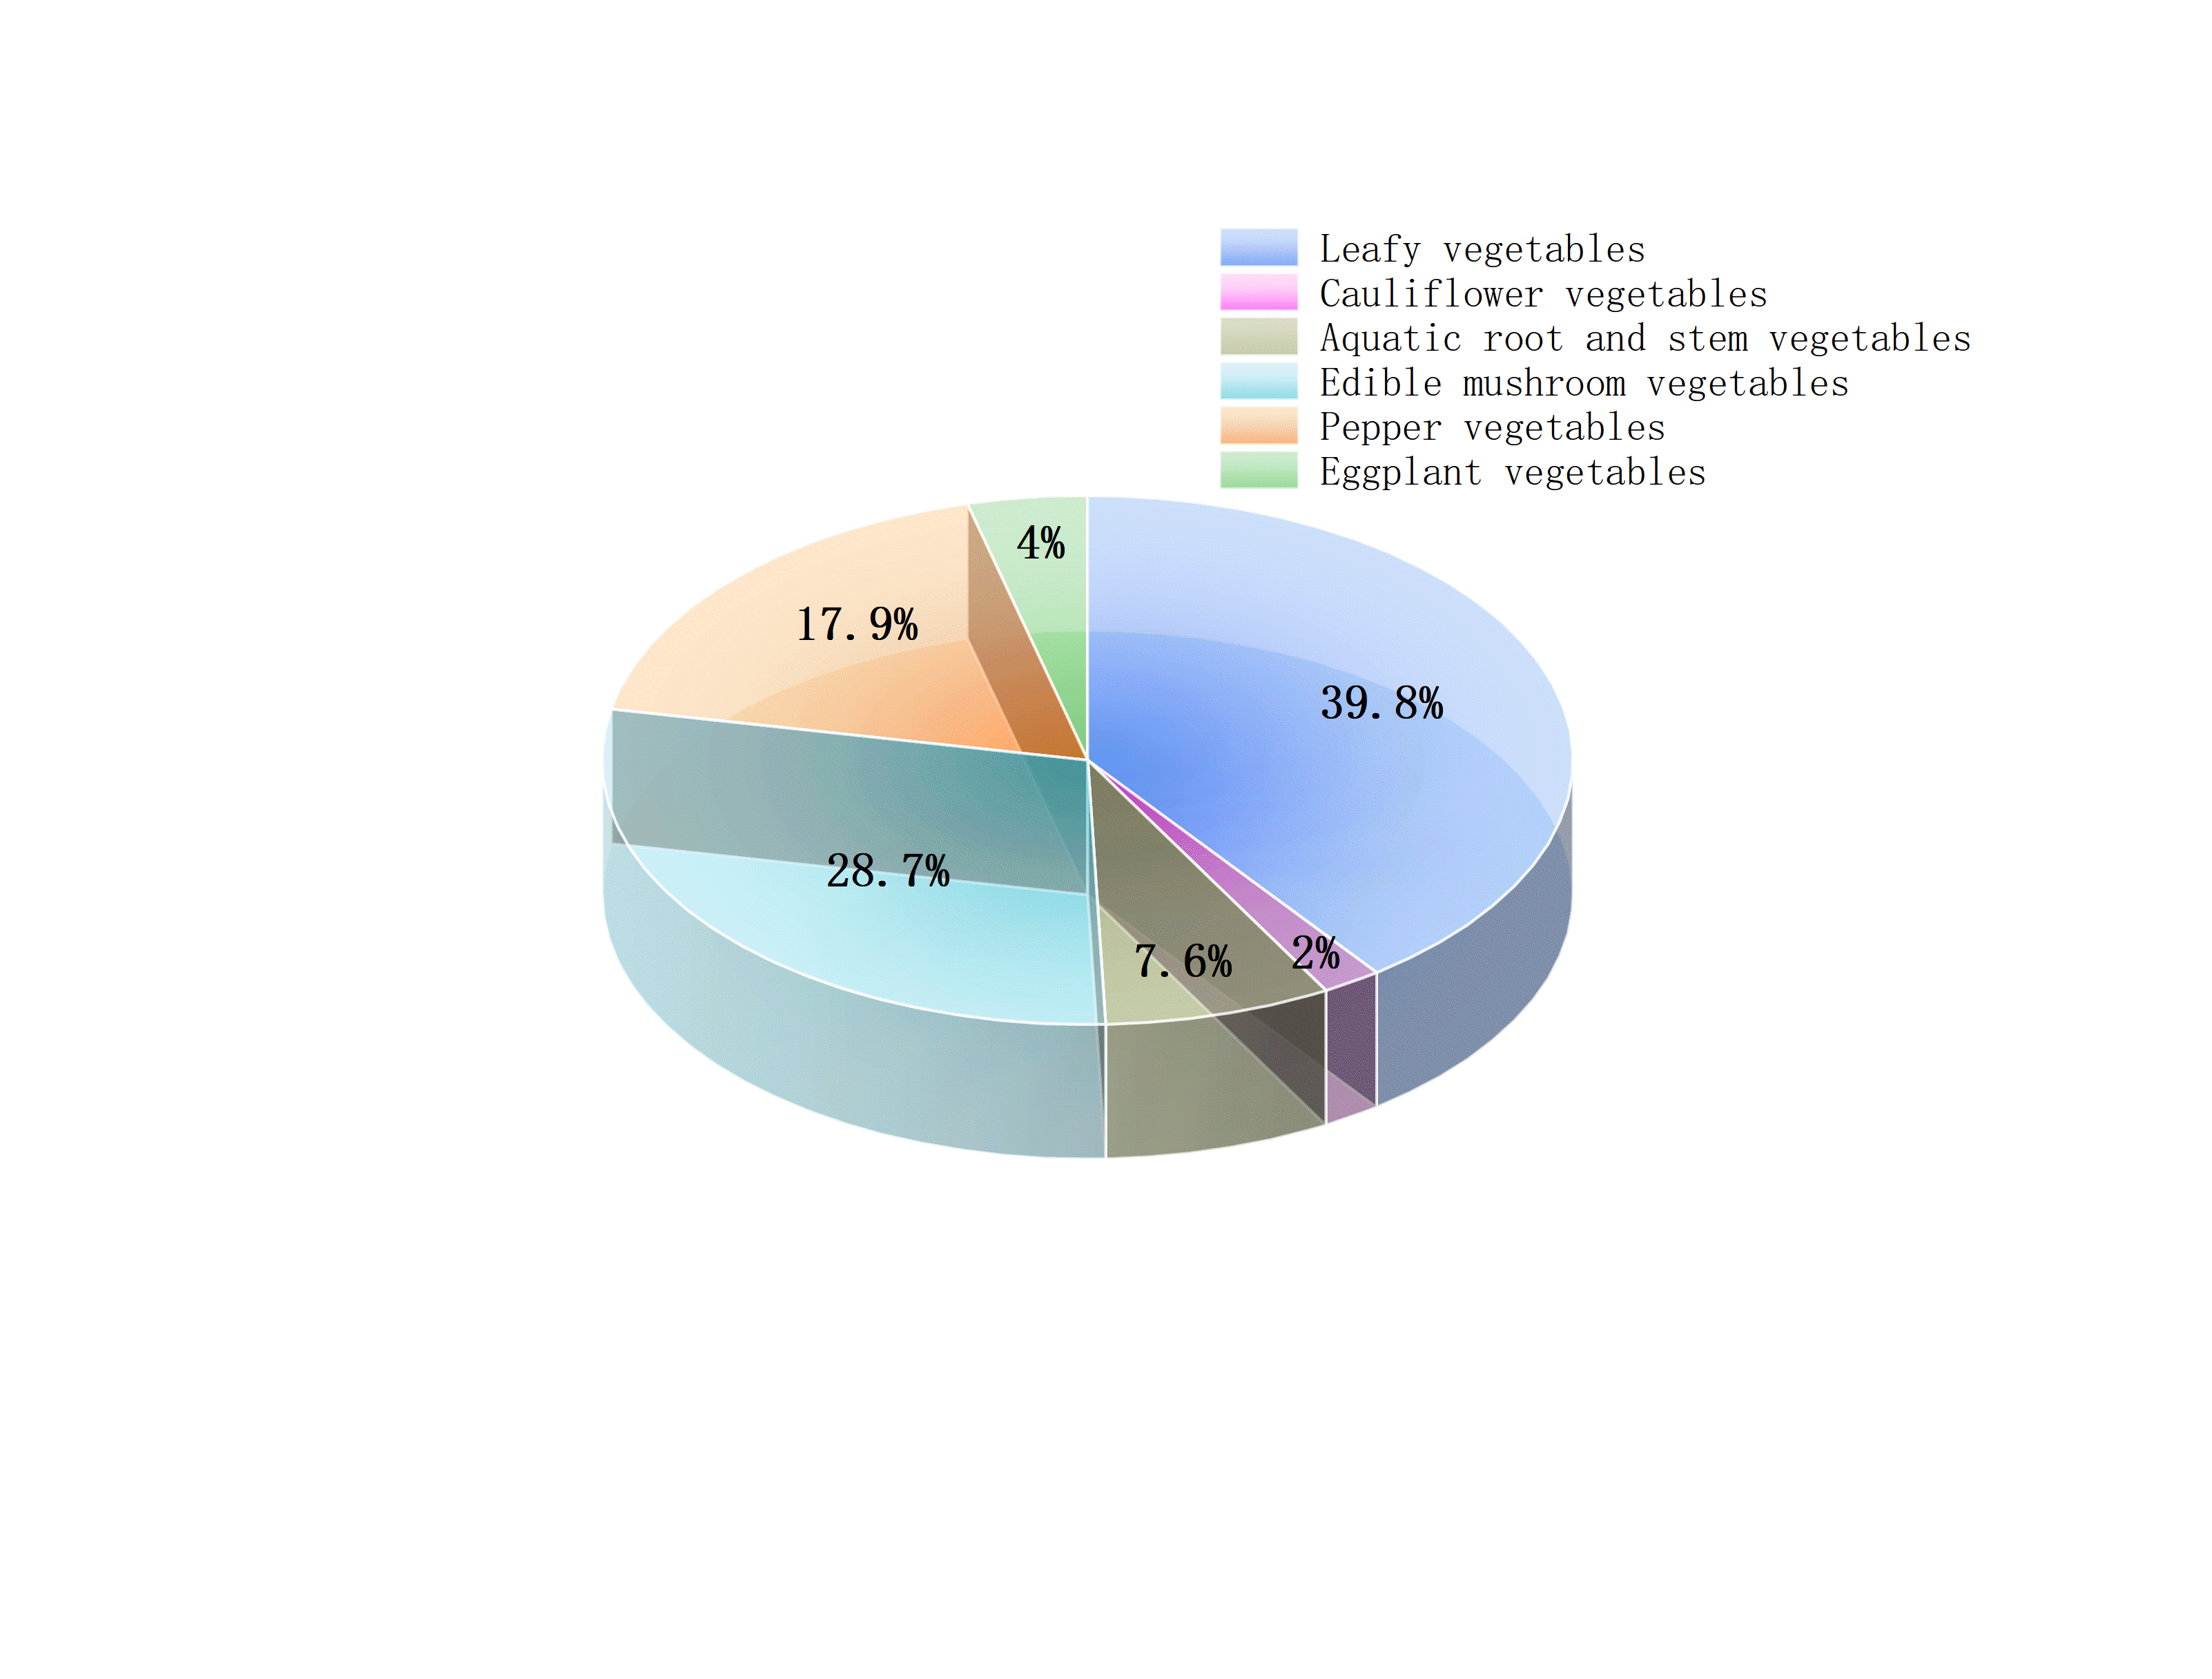 Leafy vegetables
Cauliflower vegetables
Aquatic root and stem vegetables
Edible mushroom vegetables
Pepper vegetables
Eggplant vegetables
4%
17.9%
39.8%
28.7%
7.6%
2%